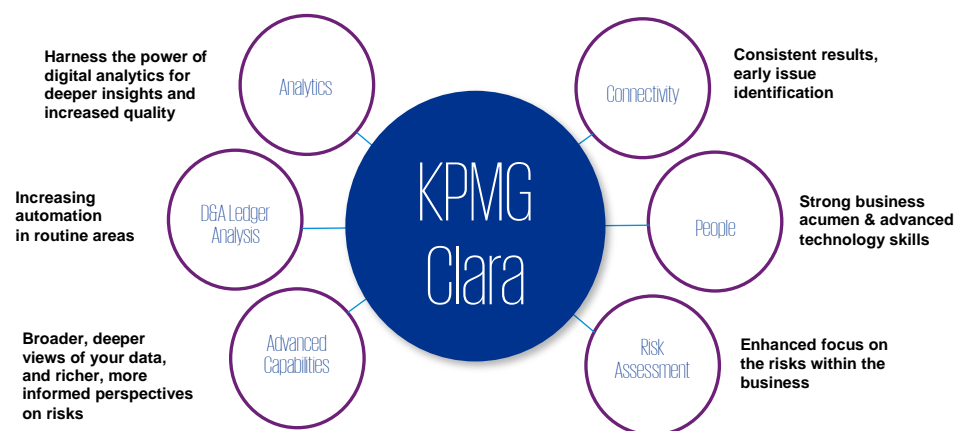 Harness the power of
digital analytics for
deeper insights and
increased quality
Analytics
Connectivity
Consistent results,
early issue
identification
Increasing
automation
in routine areas
D&A Ledger
Analysis
KPMG
Clara
People
Strong business
acumen & advanced
technology skills
Broader, deeper
views of your data,
and richer, more
informed perspectives
on risks
Advanced
Capabilities
Risk
Assessment
Enhanced focus on
the risks within the
business